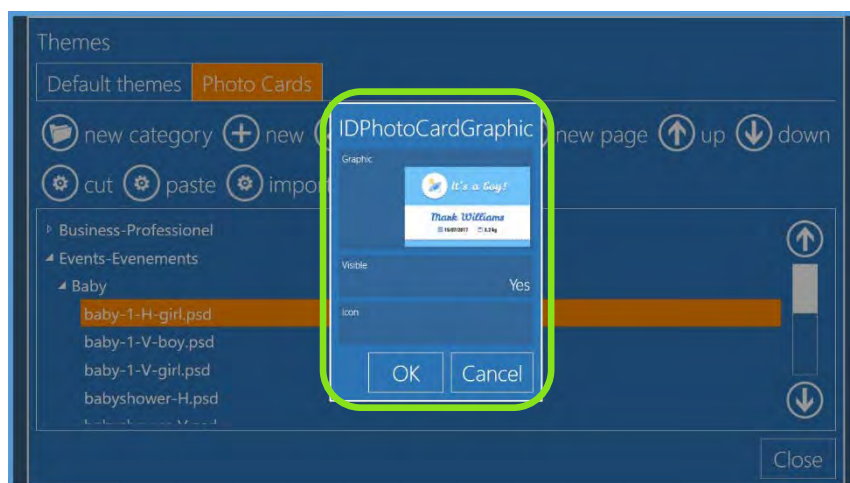 Themes
Default themes Photo Cards
new category new new page up down
cut paste import
Business-Professionel
Events-Evenements
Baby
baby-1-H-girl.psd
baby-1-V-boy.psd
baby-1-V-girl.psd
babyshower-H.psd
IDPhotoCardGraphic
Graphic
It's a Boy!
Mark Williams
Visible
Yes
Icon
OK Cancel
Close